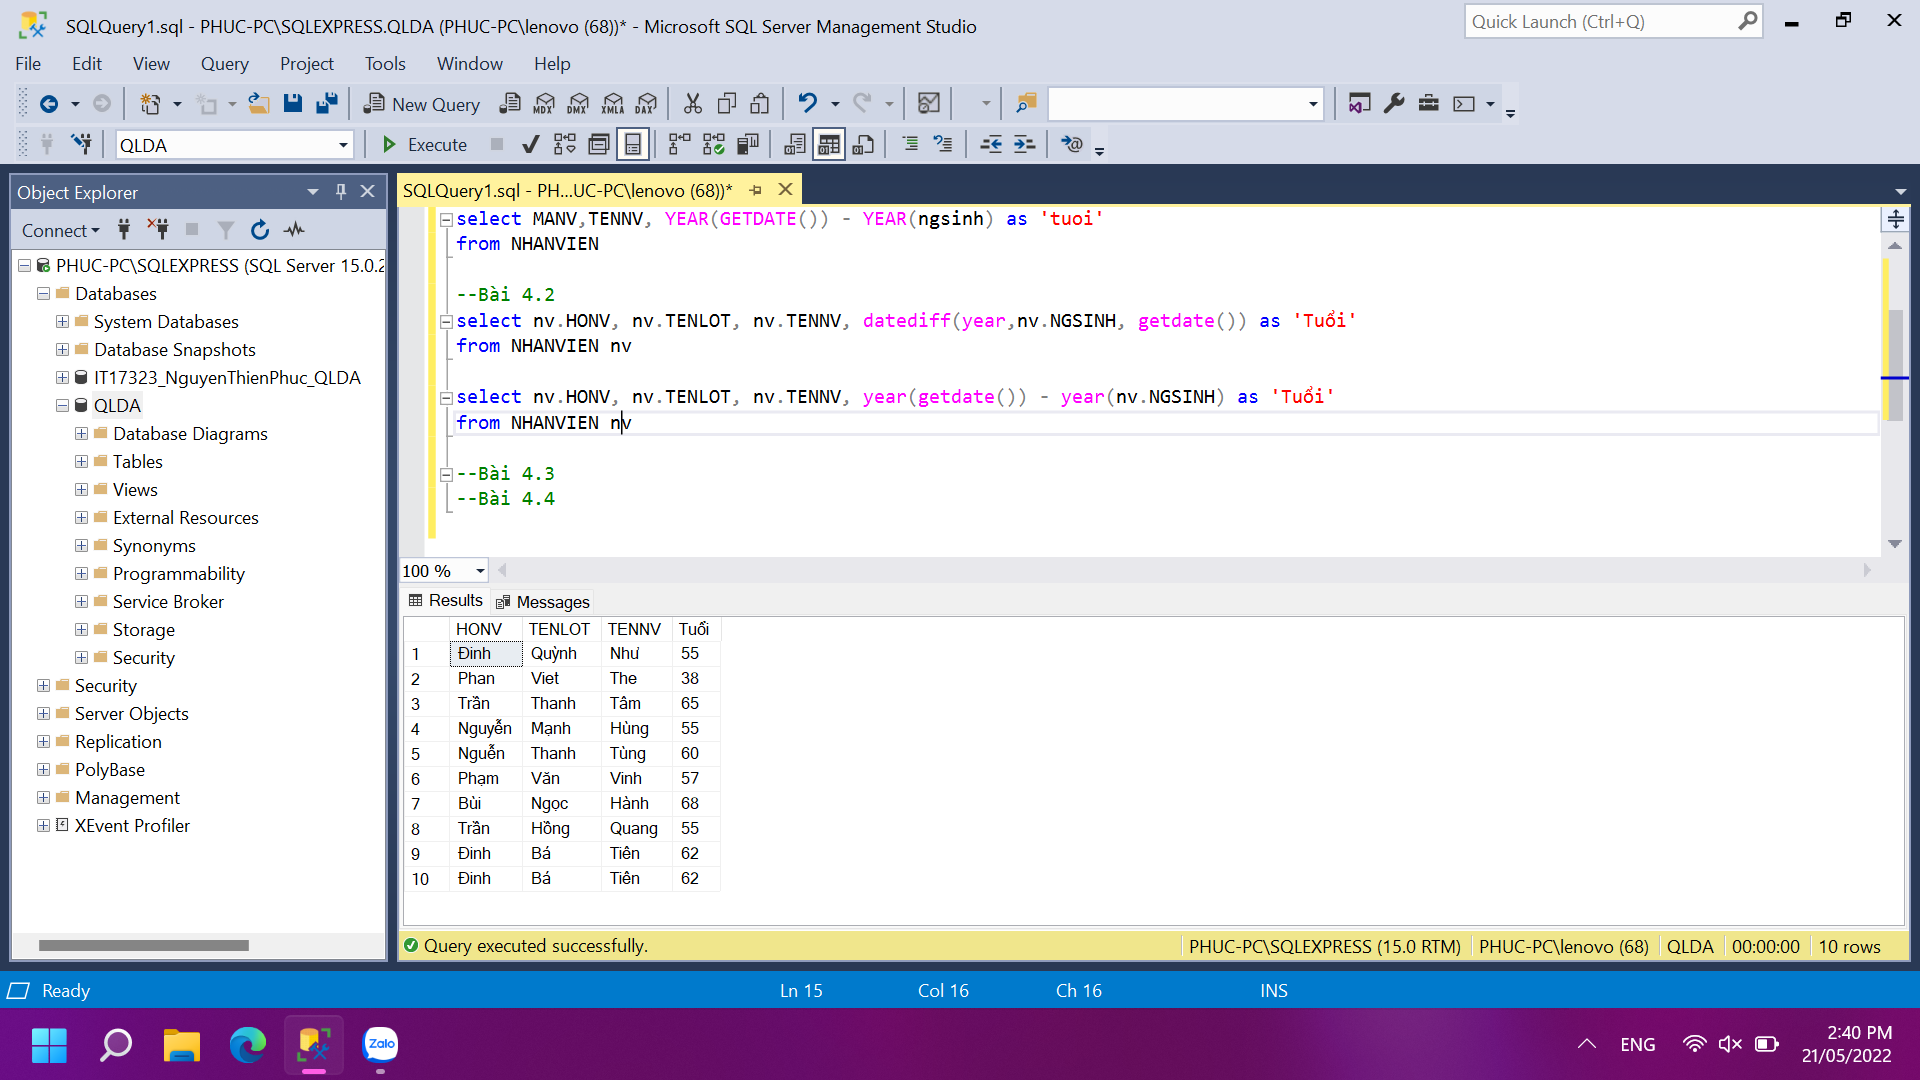 SQLQuery1.sql - PHUC-PC\SQLEXPRESS.QLDA (PHUC-PC\lenovo (68))* - Microsoft SQL Server Management Studio
Quick Launch (Ctrl+Q)
File Edit View Query Project Tools Window Help
New Query MDX DMX XMLA DAX
QLDA Execute
Object Explorer
Connect
PHUC-PC\SQLEXPRESS (SQL Server 15.0.2
Databases
System Databases
Database Snapshots
IT17323_NguyenThienPhuc_QLDA
QLDA
Database Diagrams
Tables
Views
External Resources
Synonyms
Programmability
Service Broker
Storage
Security
Security
Server Objects
Replication
PolyBase
Management
XEvent Profiler
SQLQuery1.sql - PH...UC-PC\lenovo (68))*
select MANV,TENNV, YEAR(GETDATE()) - YEAR(ngsinh) as 'tuoi'
from NHANVIEN
--Bài 4.2
select nv.HONV, nv.TENLOT, nv.TENNV, datediff(year,nv.NGSINH, getdate()) as 'Tuổi'
from NHANVIEN nv
select nv.HONV, nv.TENLOT, nv.TENNV, year(getdate()) - year(nv.NGSINH) as 'Tuổi'
from NHANVIEN nv
--Bài 4.3
--Bài 4.4
100 %
Results Messages
HONV TENLOT TENNV Tuổi
1 Đinh Quỳnh Như 55
2 Phan Viet The 38
3 Trần Thanh Tâm 65
4 Nguyễn Mạnh Hùng 55
5 Nguễn Thanh Tùng 60
6 Phạm Văn Vinh 57
7 Bùi Ngọc Hành 68
8 Trần Hồng Quang 55
9 Đinh Bá Tiên 62
10 Đinh Bá Tiên 62
Query executed successfully. PHUC-PC\SQLEXPRESS (15.0 RTM) PHUC-PC\lenovo (68) QLDA 00:00:00 10 rows
Ready Ln 15 Col 16 Ch 16 INS
Zalo
ENG
2:40 PM
21/05/2022